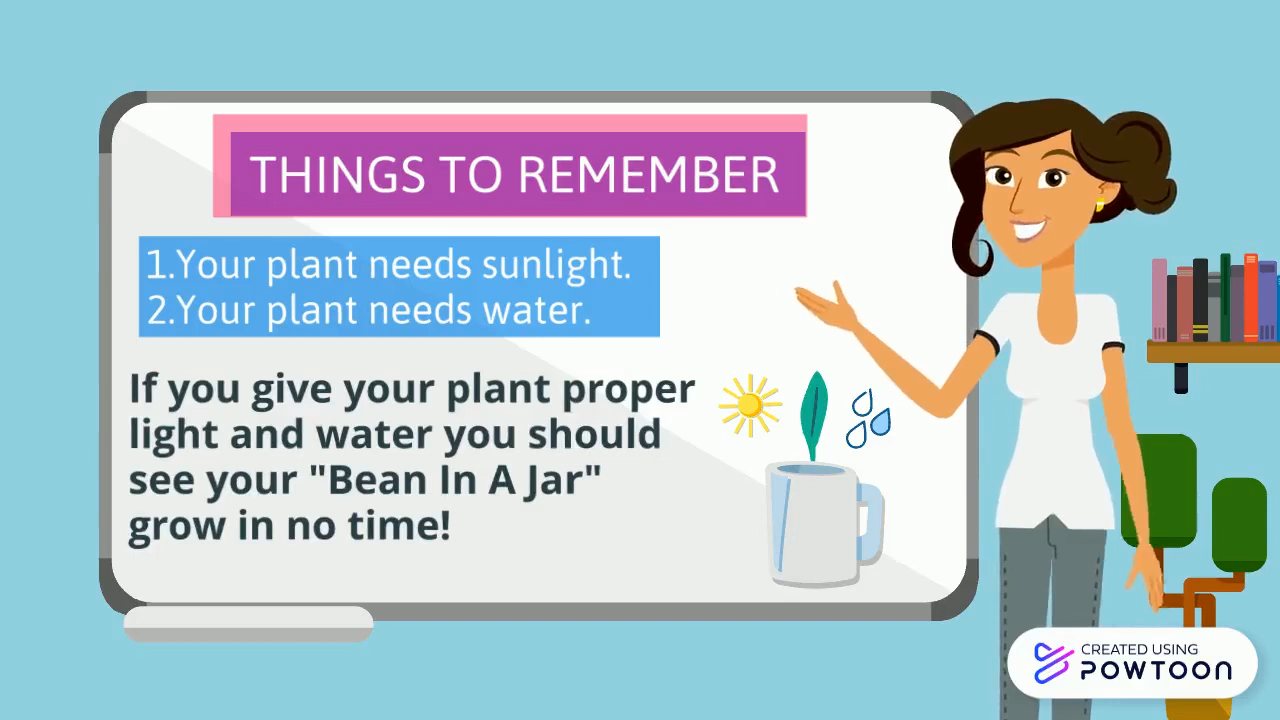 THINGS TO REMEMBER
1.Your plant needs sunlight.
2.Your plant needs water.
If you give your plant proper
light and water you should
see your "Bean In A Jar"
grow in no time!
CREATED USING
POWTOON